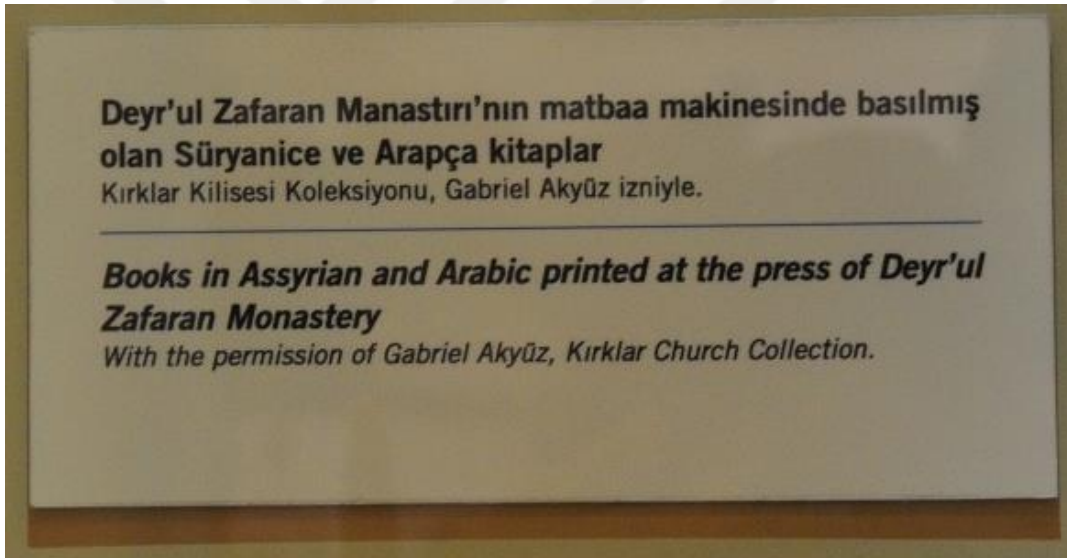 Deyr'ul Zafaran Manastırı'nın matbaa makinesinde basılmış
olan Süryanice ve Arapça kitaplar
Kırklar Kilisesi Koleksiyonu, Gabriel Akyüz izniyle.
Books in Assyrian and Arabic printed at the press of Deyr'ul
Zafaran Monastery
With the permission of Gabriel Akyüz, Kırklar Church Collection.